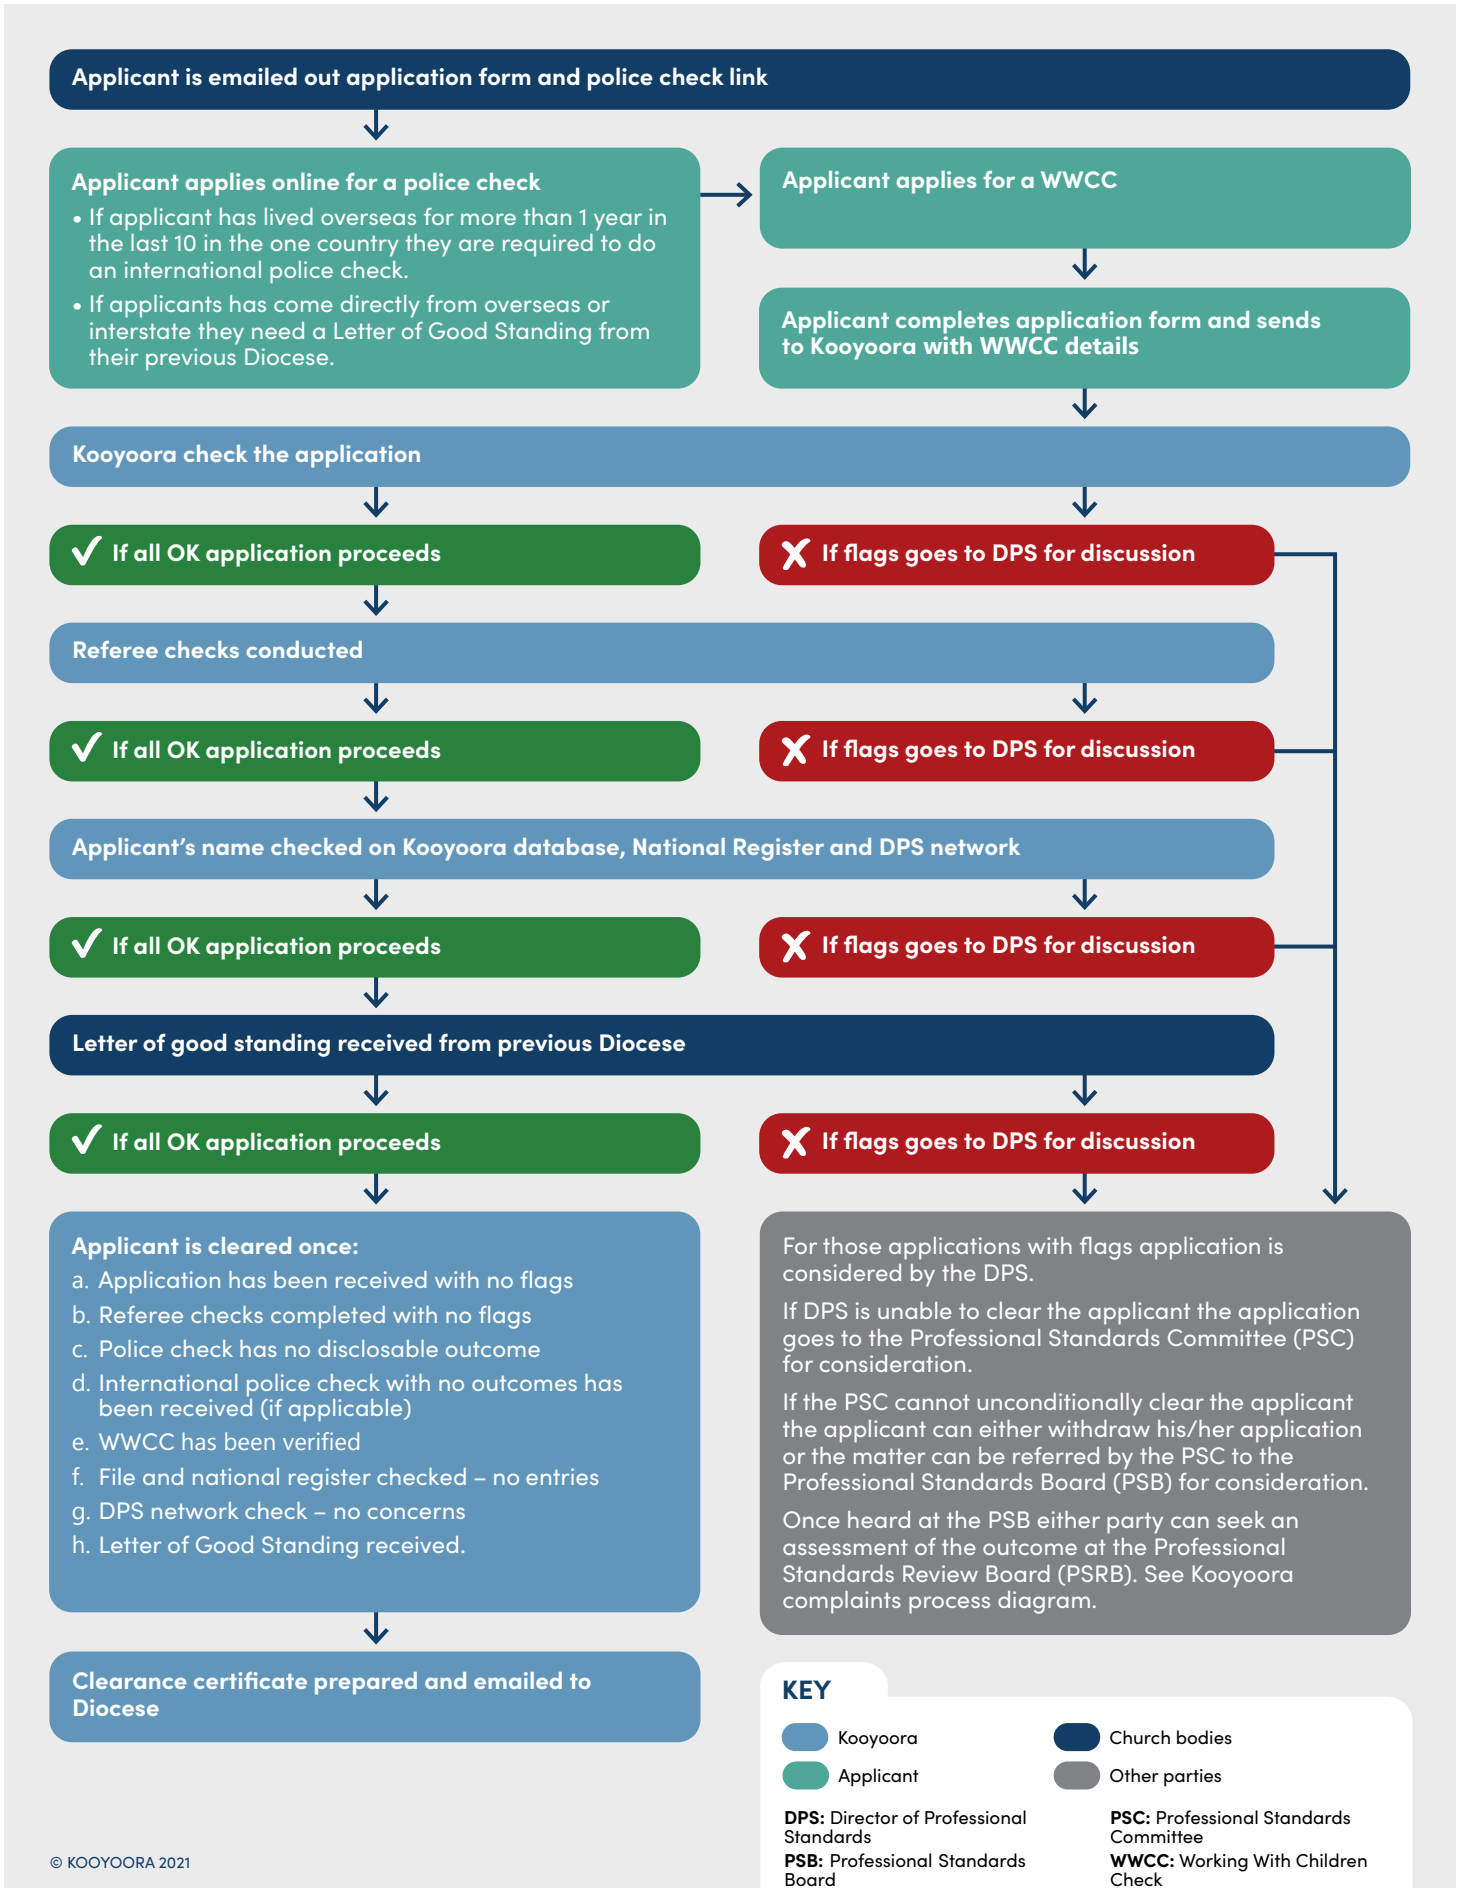 Applicant is emailed out application form and police check link
Applicant applies online for a police check
• If applicant has lived overseas for more than 1 year in
the last 10 in the one country they are required to do
an international police check.
• If applicants has come directly from overseas or
interstate they need a Letter of Good Standing from
their previous Diocese.
Applicant applies for a WWCC
Applicant completes application form and sends
to Kooyoora with WWCC details
Kooyoora check the application
If all OK application proceeds
If flags goes to DPS for discussion
Referee checks conducted
If all OK application proceeds
If flags goes to DPS for discussion
Applicant's name checked on Kooyoora database, National Register and DPS network
If all OK application proceeds
If flags goes to DPS for discussion
Letter of good standing received from previous Diocese
If all OK application proceeds
If flags goes to DPS for discussion
Applicant is cleared once:
a. Application has been received with no flags
b. Referee checks completed with no flags
c. Police check has no disclosable outcome
d. International police check with no outcomes has
been received (if applicable)
e. WWCC has been verified
f. File and national register checked – no entries
g. DPS network check – no concerns
h. Letter of Good Standing received.
For those applications with flags application is
considered by the DPS.
If DPS is unable to clear the applicant the application
goes to the Professional Standards Committee (PSC)
for consideration.
If the PSC cannot unconditionally clear the applicant
the applicant can either withdraw his/her application
or the matter can be referred by the PSC to the
Professional Standards Board (PSB) for consideration.
Once heard at the PSB either party can seek an
assessment of the outcome at the Professional
Standards Review Board (PSRB). See Kooyoora
complaints process diagram.
Clearance certificate prepared and emailed to
Diocese
KEY
Kooyoora
Church bodies
Applicant
Other parties
DPS: Director of Professional
Standards
PSB: Professional Standards
Board
PSC: Professional Standards
Committee
WWCC: Working With Children
Check
© KOOYOORA 2021